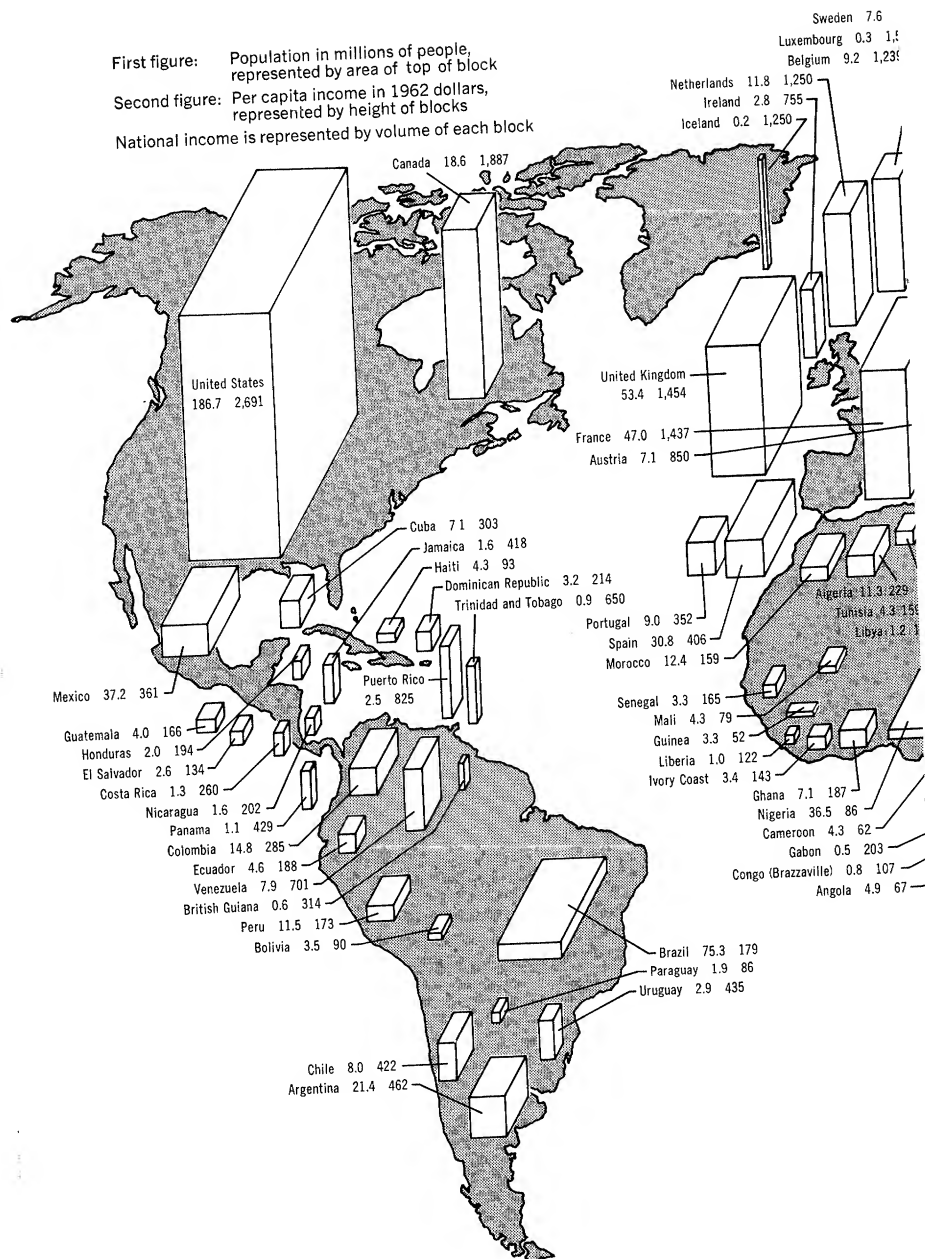 First figure: Population in millions of people,
represented by area of top of block
Second figure: Per capita income in 1962 dollars,
represented by height of blocks
National income is represented by volume of each block
Sweden 7.6
Luxembourg 0.3
Belgium 9.2
Netherlands 11.8 1,250
Ireland 2.8 755
Iceland 0.2 1,250
Canada 18.6 1,887
United States
186.7 2,691
United Kingdom
53.4 1,454
France 47.0 1,437
Austria 7.1 850
Cuba 7 1 303
Jamaica 1.6 418
Haiti 4.3 93
Dominican Republic 3.2 214
Trinidad and Tobago 0.9 650
Puerto Rico
2.5 825
Portugal 9.0 352
Spain 30.8 406
Morocco 12.4 159
Algeria 11.3 229
Tunisia 4.3
Libya 1.2
Mexico 37.2 361
Guatemala 4.0 166
Honduras 2.0 194
El Salvador 2.6 134
Costa Rica 1.3 260
Nicaragua 1.6 202
Panama 1.1 429
Colombia 14.8 285
Ecuador 4.6 188
Venezuela 7.9 701
British Guiana 0.6 314
Peru 11.5 173
Bolivia 3.5 90
Senegal 3.3 165
Mali 4.3 79
Guinea 3.3 52
Liberia 1.0 122
Ivory Coast 3.4 143
Ghana 7.1 187
Nigeria 36.5 86
Cameroon 4.3 62
Gabon 0.5 203
Congo (Brazzaville) 0.8 107
Angola 4.9 67
Brazil 75.3 179
Paraguay 1.9 86
Uruguay 2.9 435
Chile 8.0 422
Argentina 21.4 462